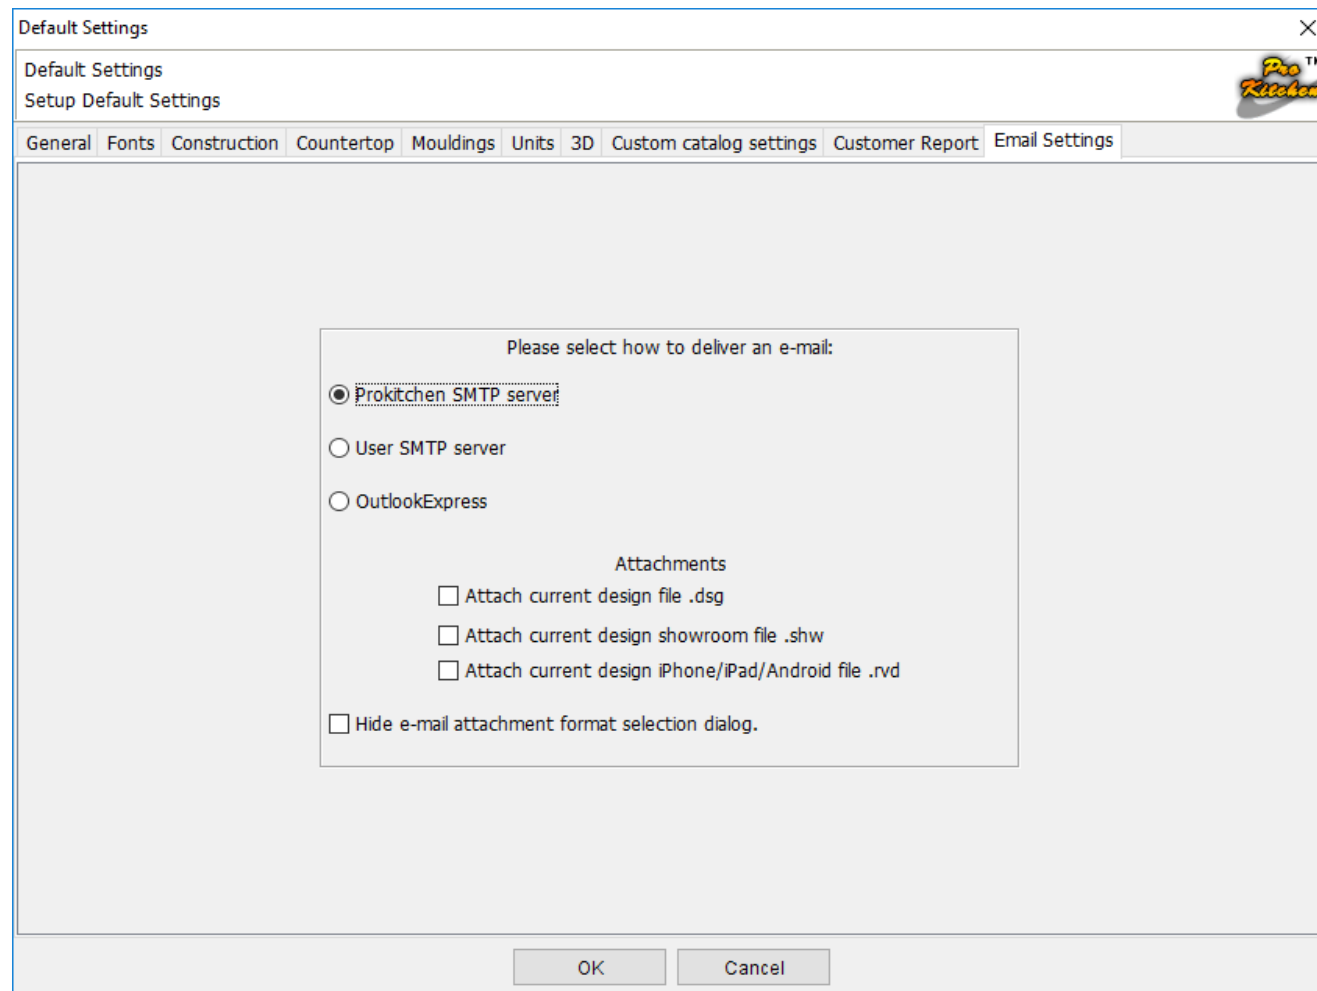 Default Settings
Default Settings
Setup Default Settings
Pro TM
Kitchen
General Fonts Construction Countertop Mouldings Units 3D Custom catalog settings Customer Report Email Settings
Please select how to deliver an e-mail:
Prokitchen SMTP server
User SMTP server
OutlookExpress
Attachments
Attach current design file .dsg
Attach current design showroom file .shw
Attach current design iPhone/iPad/Android file .rvd
Hide e-mail attachment format selection dialog.
OK Cancel